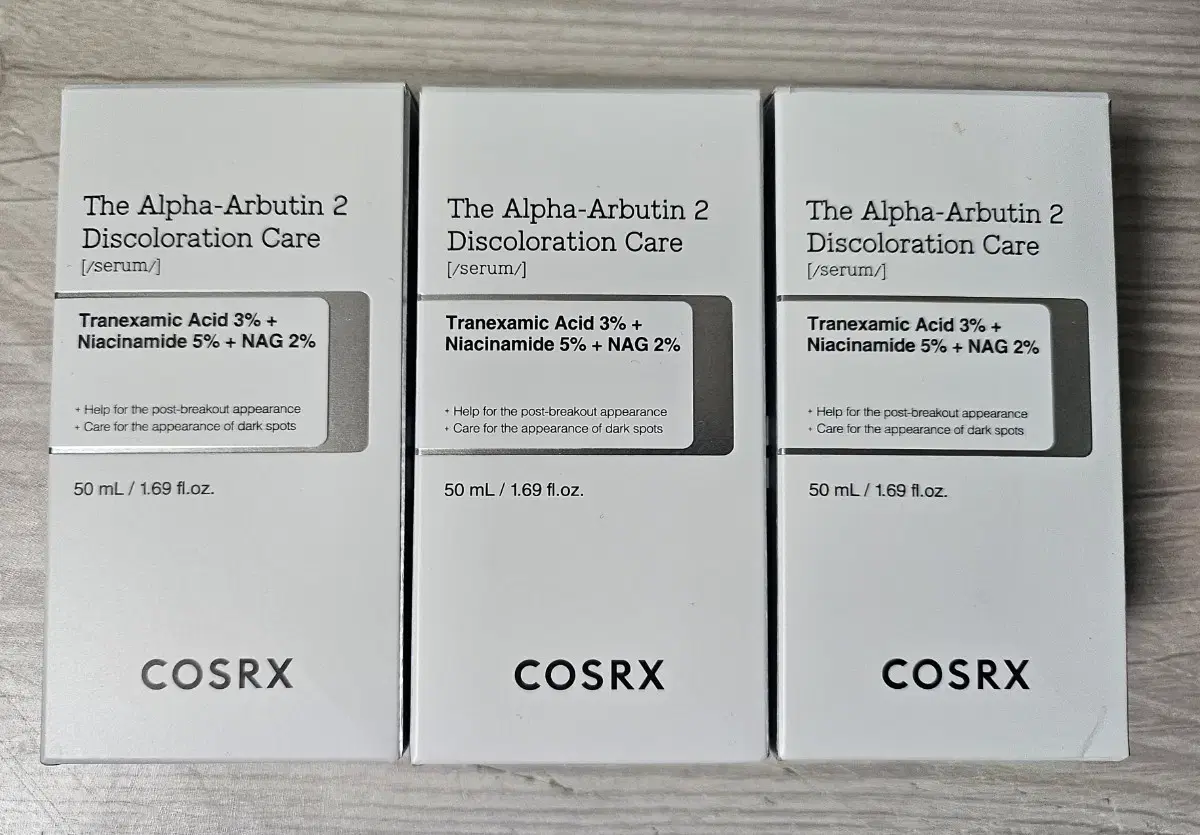 The Alpha-Arbutin 2
Discoloration Care
[/serum/]
Tranexamic Acid 3% +
Niacinamide 5% + NAG 2%
+ Help for the post-breakout appearance
+ Care for the appearance of dark spots
50 mL / 1.69 fl.oz.
COSRX
The Alpha-Arbutin 2
Discoloration Care
[/serum/]
Tranexamic Acid 3% +
Niacinamide 5% + NAG 2%
+ Help for the post-breakout appearance
+ Care for the appearance of dark spots
50 mL / 1.69 fl.oz.
COSRX
The Alpha-Arbutin 2
Discoloration Care
[/serum/]
Tranexamic Acid 3% +
Niacinamide 5% + NAG 2%
+ Help for the post-breakout appearance
+ Care for the appearance of dark spots
50 mL / 1.69 fl.oz.
COSRX